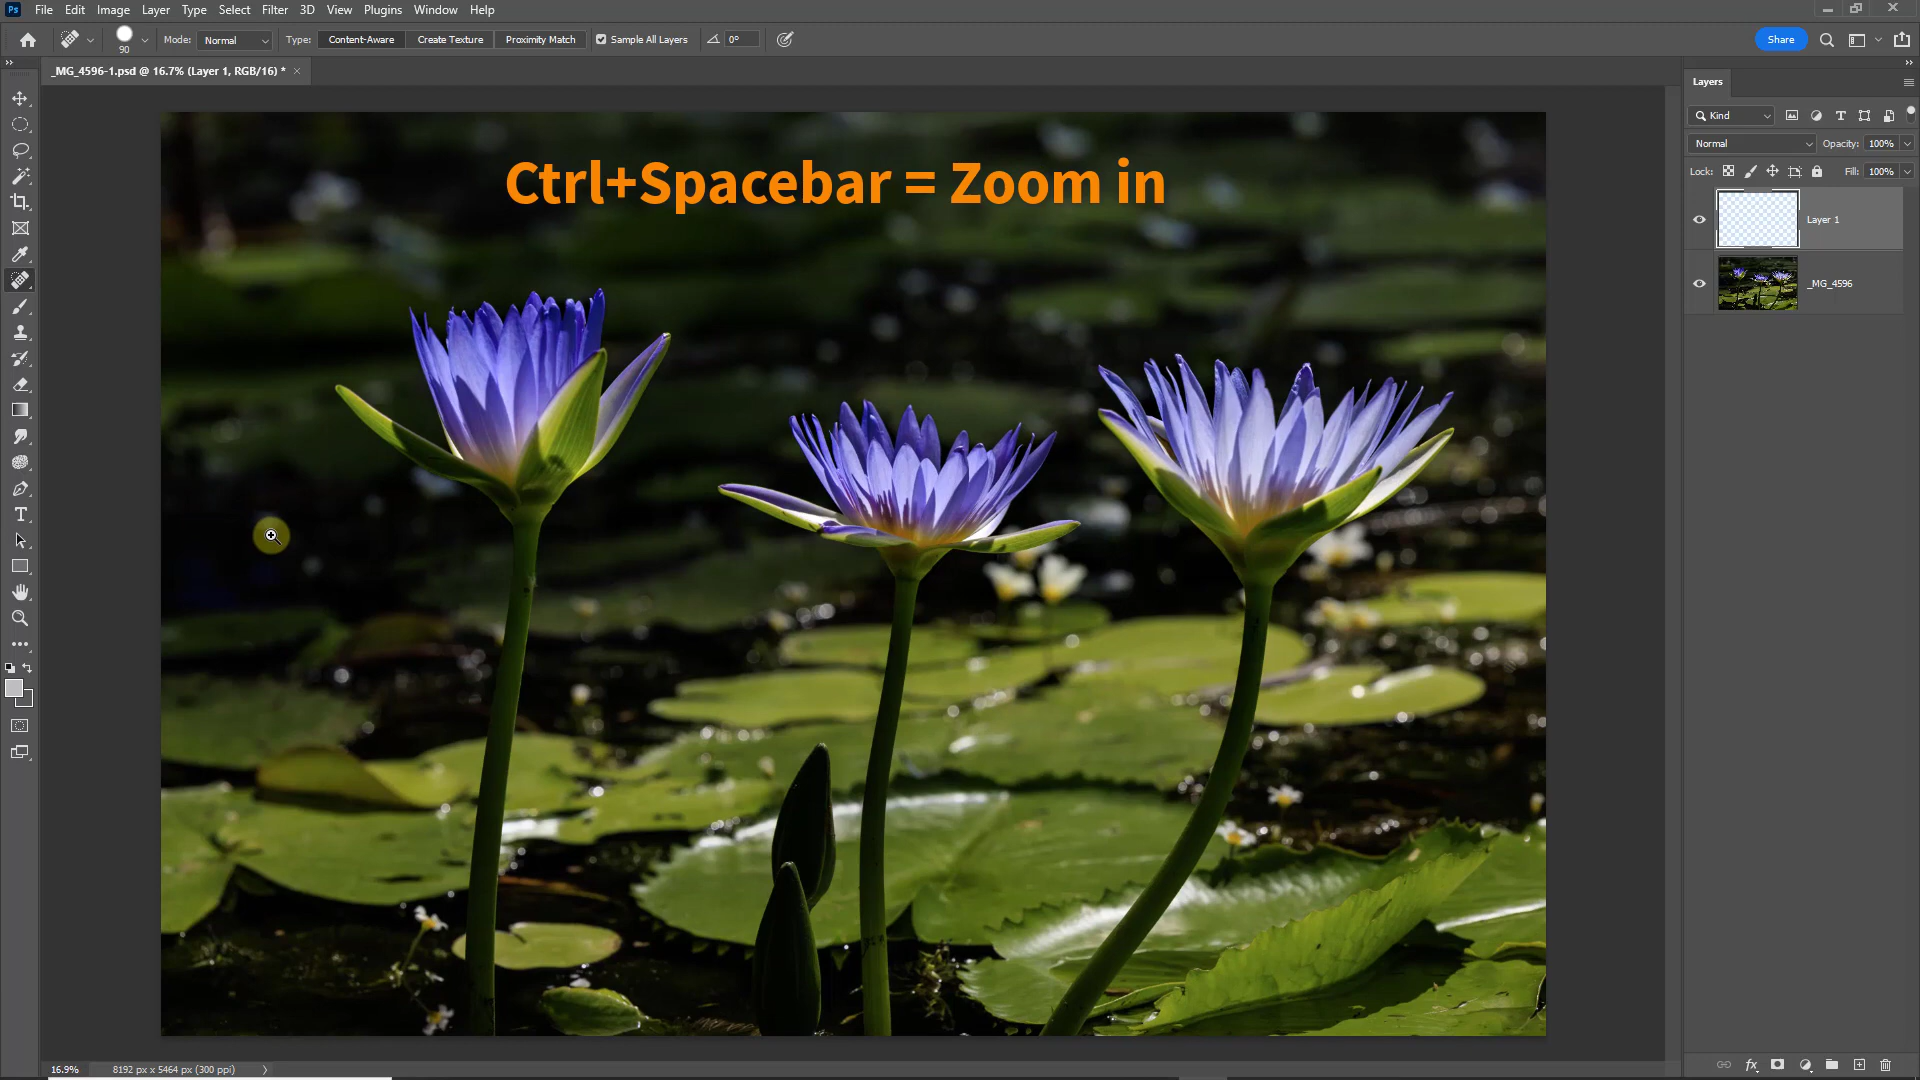 Ps File Edit Image Layer Type Select Filter 3D View Plugins Window Help
90 Mode: Normal Type: Content-Aware Create Texture Proximity Match Sample All Layers 0° Share
_MG_4596-1.psd @ 16.7% (Layer 1, RGB/16) * ×
Layers
Kind
Normal Opacity: 100%
Lock: Fill: 100%
Ctrl+Spacebar = Zoom in
Layer 1
_MG_4596
16.9% 8192 px x 5464 px (300 ppi)